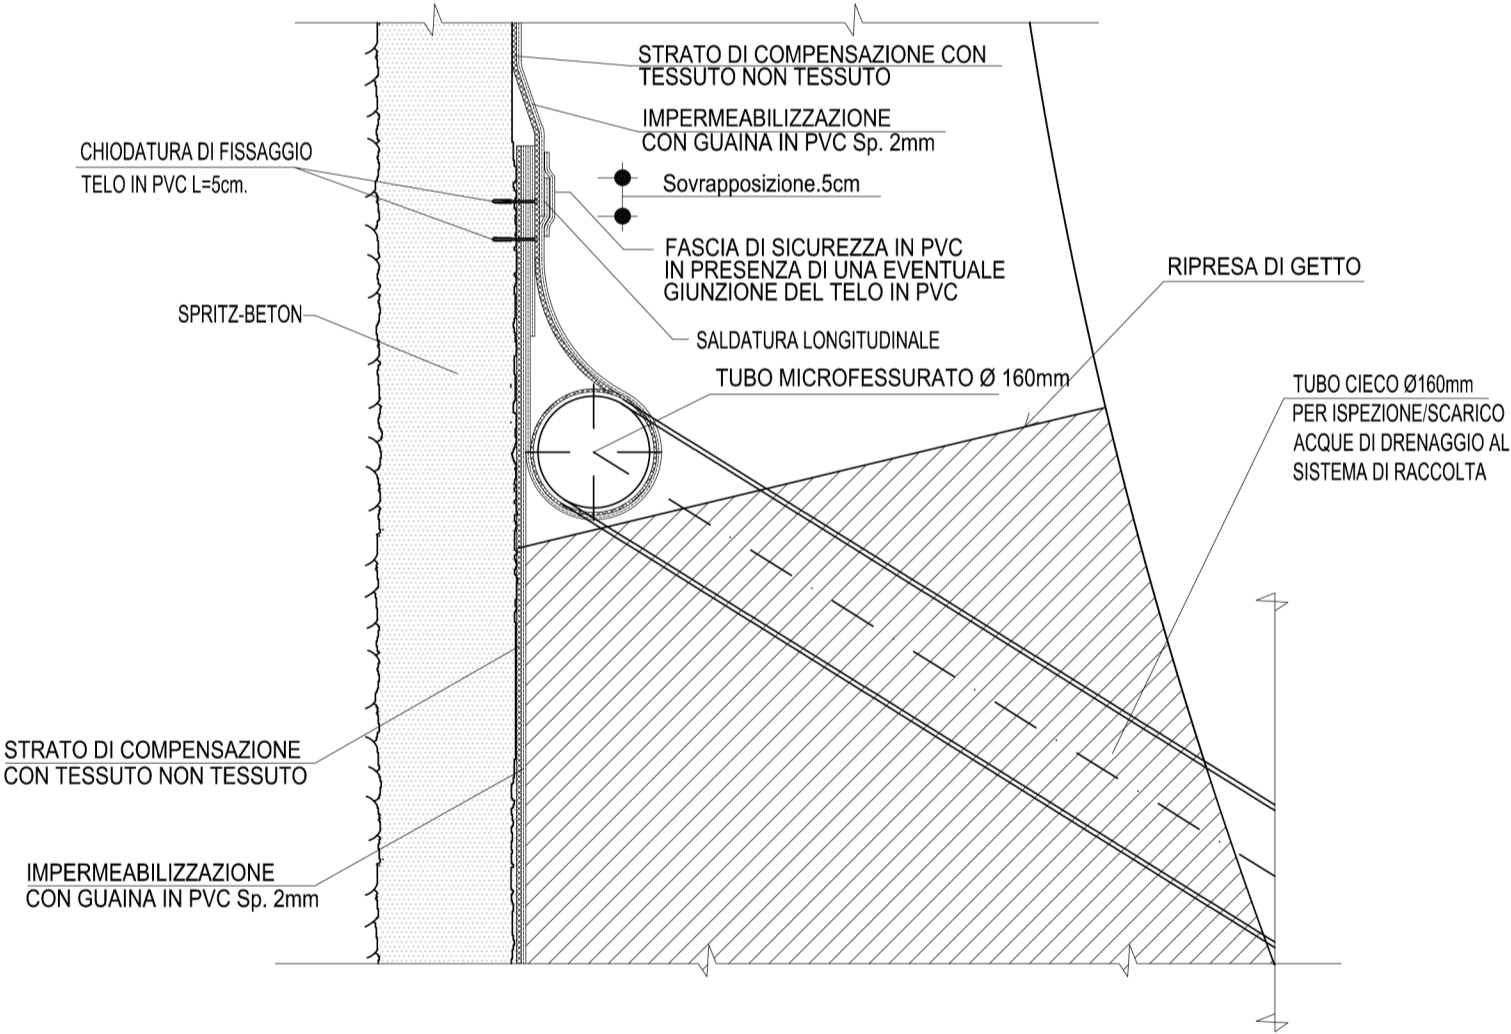 STRATO DI COMPENSAZIONE CON
TESSUTO NON TESSUTO
IMPERMEABILIZZAZIONE
CON GUAINA IN PVC Sp. 2mm
CHIODATURA DI FISSAGGIO
TELO IN PVC L=5cm.
Sovrapposizione.5cm
FASCIA DI SICUREZZA IN PVC
IN PRESENZA DI UNA EVENTUALE
GIUNZIONE DEL TELO IN PVC
RIPRESA DI GETTO
SPRITZ-BETON
SALDATURA LONGITUDINALE
TUBO MICROFESSURATO Ø 160mm
TUBO CIECO Ø160mm
PER ISPEZIONE/SCARICO
ACQUE DI DRENAGGIO AL
SISTEMA DI RACCOLTA
STRATO DI COMPENSAZIONE
CON TESSUTO NON TESSUTO
IMPERMEABILIZZAZIONE
CON GUAINA IN PVC Sp. 2mm